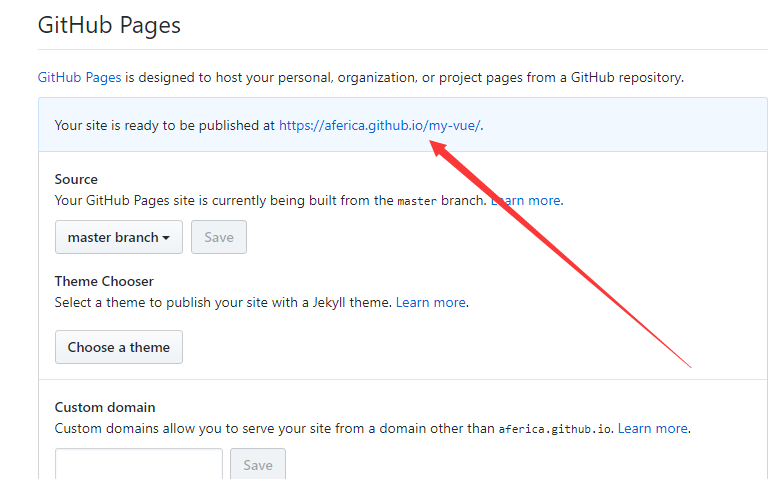 GitHub Pages
GitHub Pages is designed to host your personal, organization, or project pages from a GitHub repository.
Your site is ready to be published at https://aferica.github.io/my-vue/.
Source
Your GitHub Pages site is currently being built from the master branch. Learn more.
master branch Save
Theme Chooser
Select a theme to publish your site with a Jekyll theme. Learn more.
Choose a theme
Custom domain
Custom domains allow you to serve your site from a domain other than aferica.github.io. Learn more.
Save